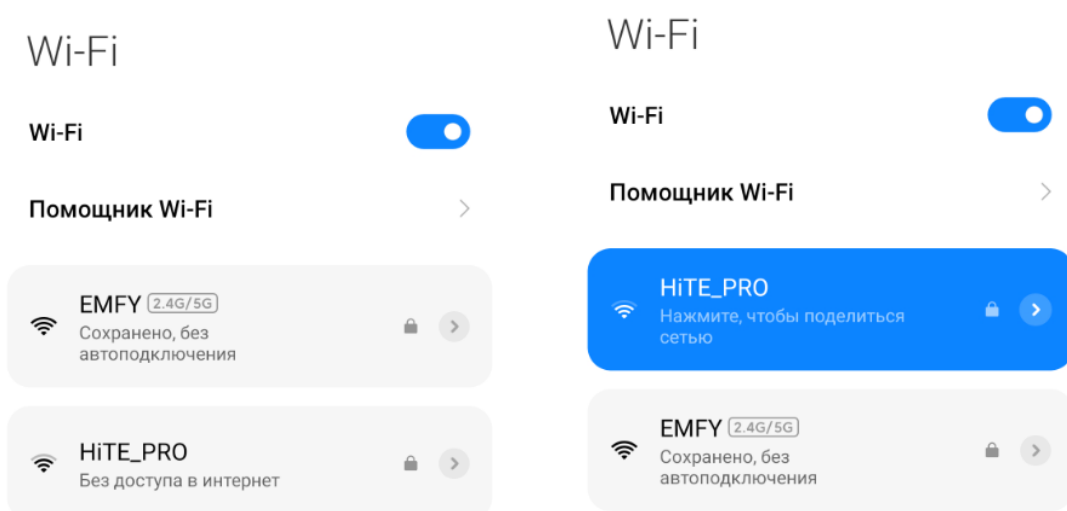 Wi-Fi
Wi-Fi
Помощник Wi-Fi
EMFY 2.4G/5G
Сохранено, без
автоподключения
HiTE_PRO
Без доступа в интернет
Wi-Fi
Wi-Fi
Помощник Wi-Fi
HiTE_PRO
Нажмите, чтобы поделиться
сетью
EMFY 2.4G/5G
Сохранено, без
автоподключения